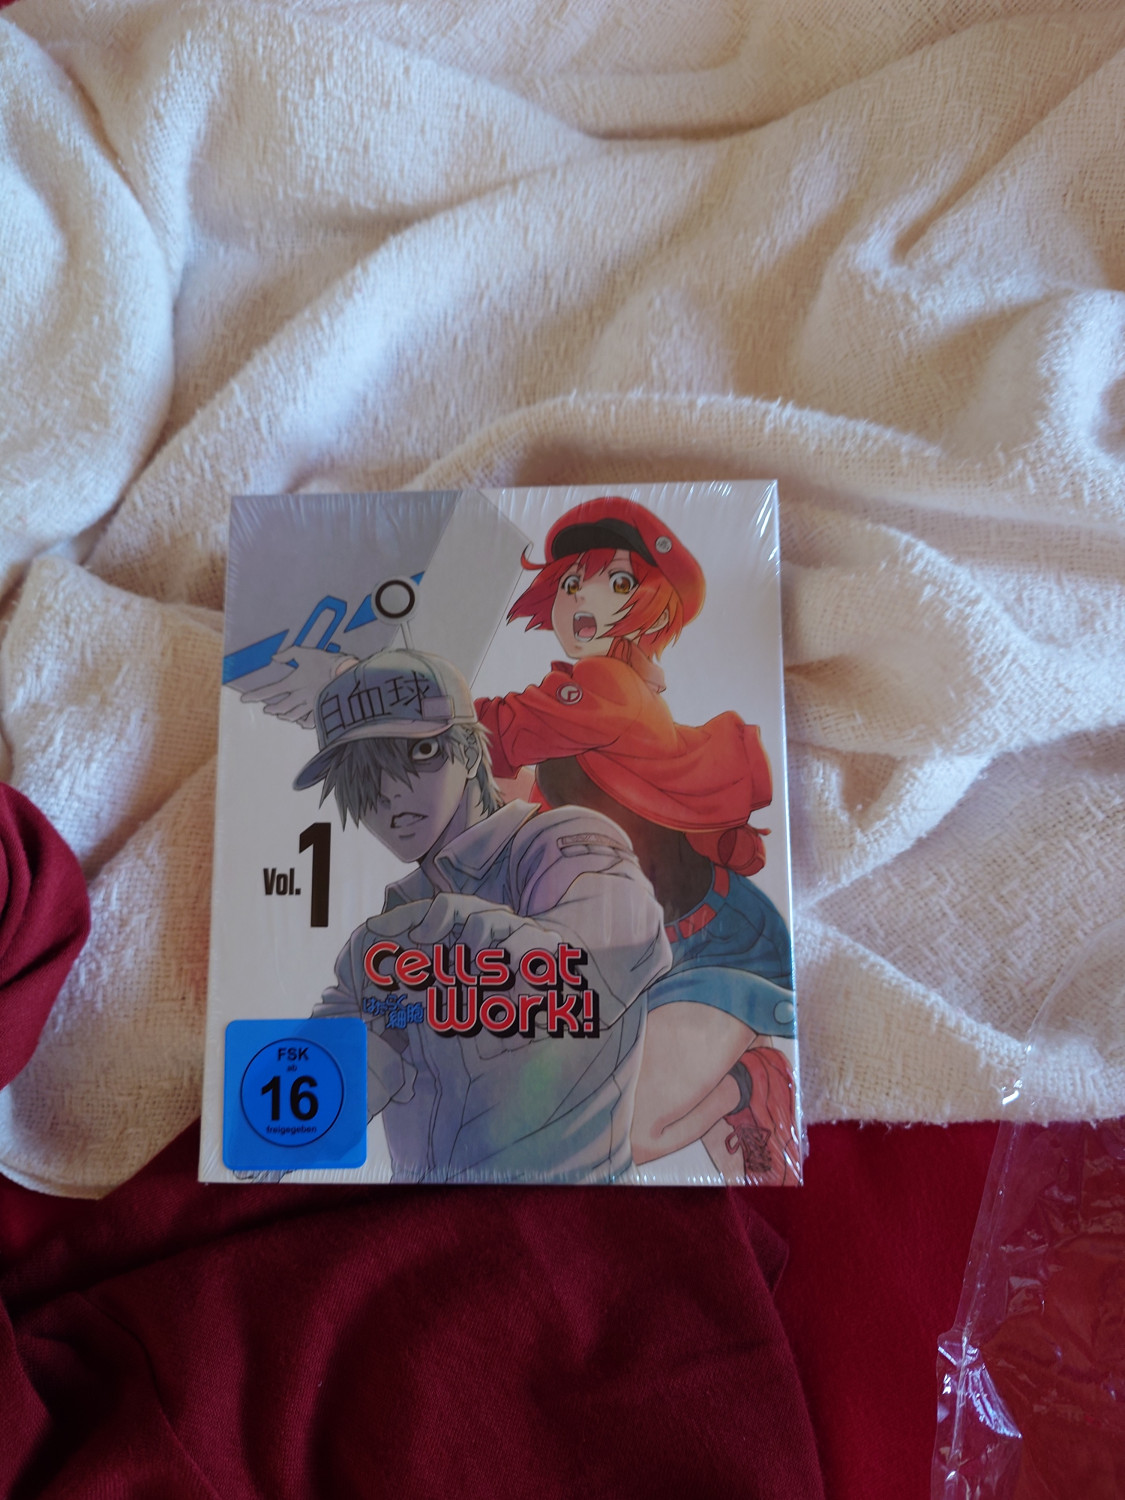 白血球
Vol. 1
Cells at
はたらく
細胞
Work!
FSK
ab
16
freigegeben